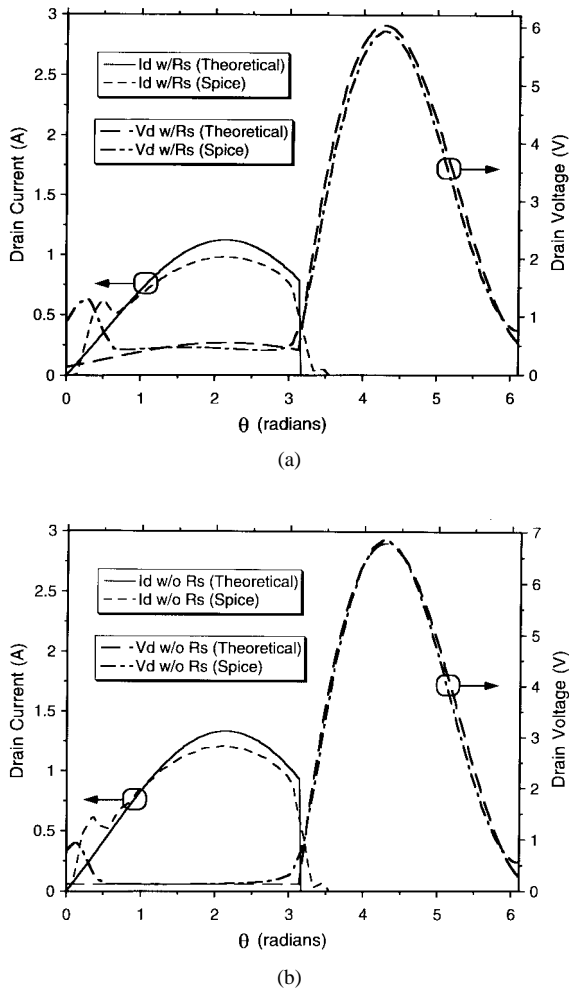 3
2.5
2
1.5
1
0.5
0
Drain Current (A)
Id w/Rs (Theoretical)
Id w/Rs (Spice)
Vd w/Rs (Theoretical)
Vd w/Rs (Spice)
6
5
4
3
2
1
0
Drain Voltage (V)
0 1 2 3 4 5 6
θ (radians)
(a)
3
2.5
2
1.5
1
0.5
0
Drain Current (A)
Id w/o Rs (Theoretical)
Id w/o Rs (Spice)
Vd w/o Rs (Theoretical)
Vd w/o Rs (Spice)
7
6
5
4
3
2
1
0
Drain Voltage (V)
0 1 2 3 4 5 6
θ (radians)
(b)